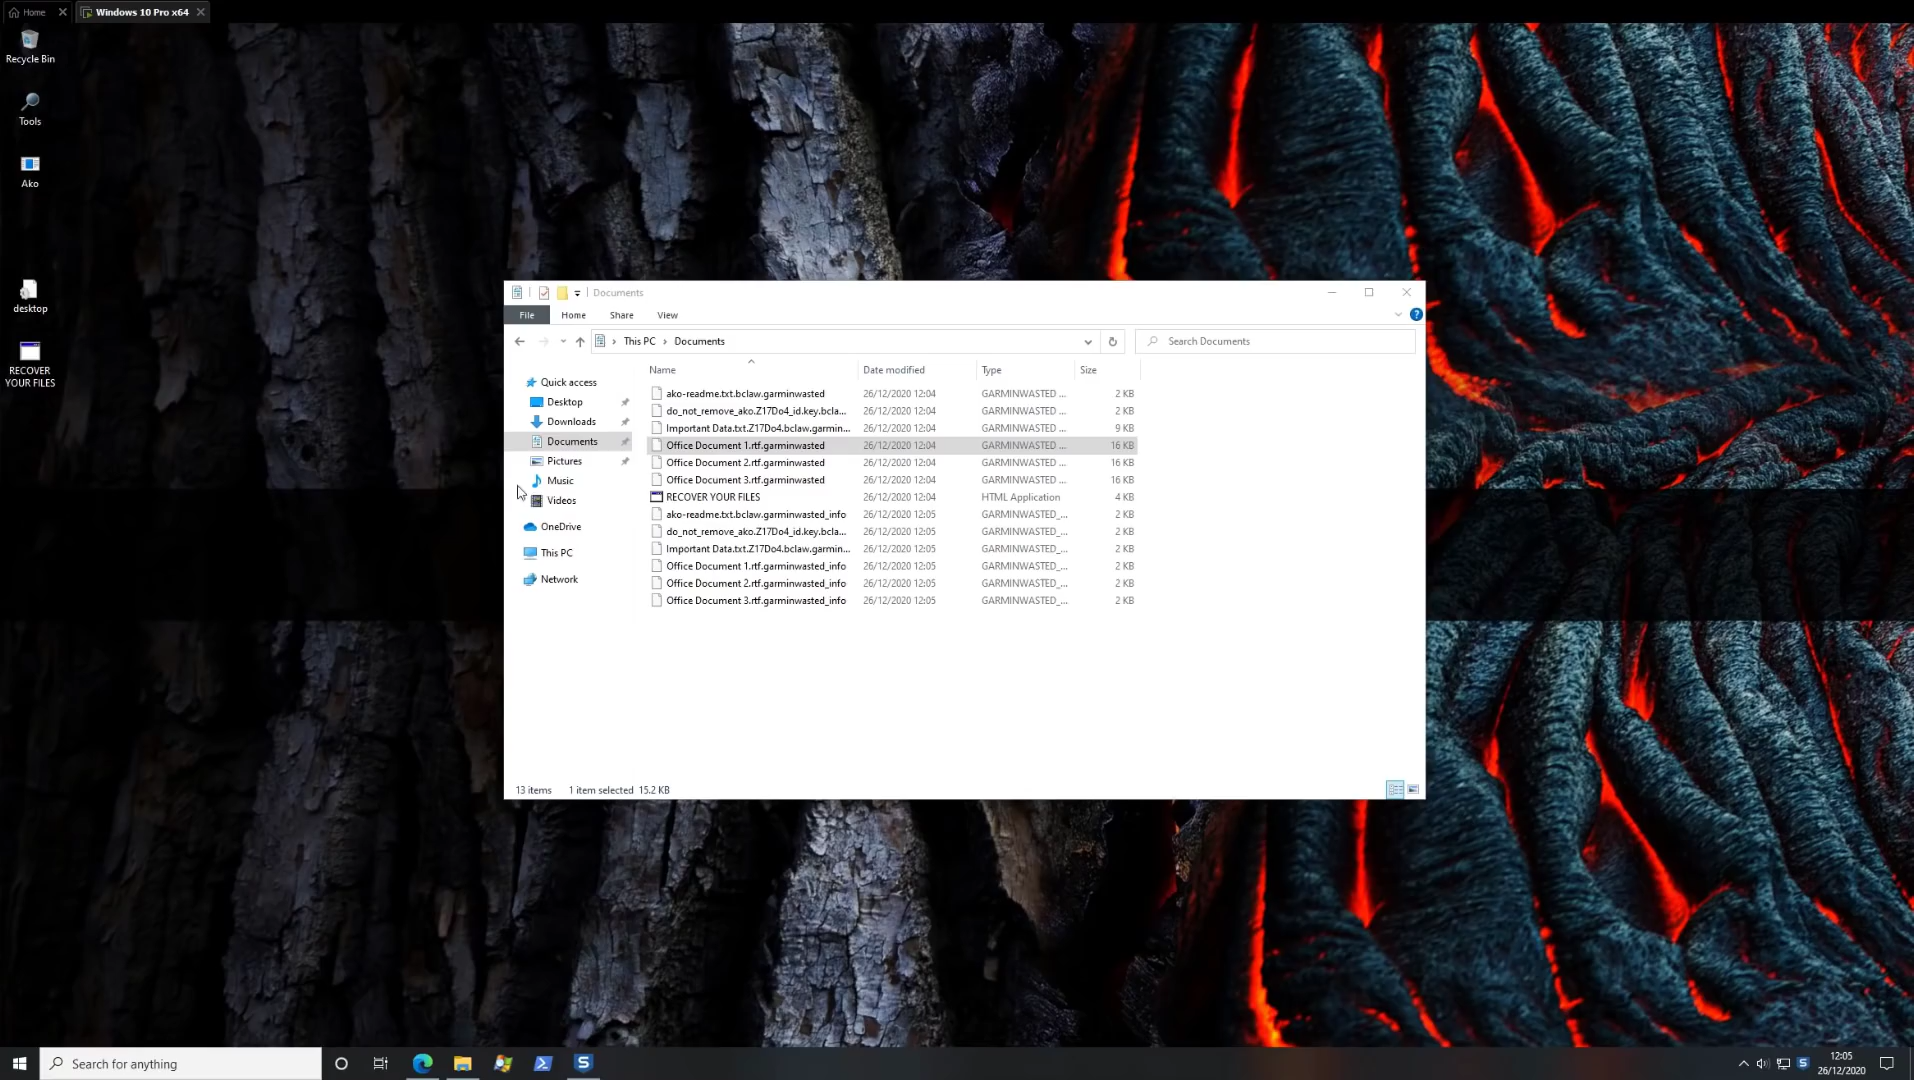 Home
Windows 10 Pro x64
Recycle Bin
Tools
Ako
desktop
RECOVER
YOUR FILES
Documents
File Home Share View
This PC > Documents
Search Documents
Name Date modified Type Size
Quick access
Desktop
Downloads
Documents
Pictures
Music
Videos
OneDrive
This PC
Network
ako-readme.txt.bclaw.garminwasted 26/12/2020 12:04 GARMINWASTED ... 2 KB
do_not_remove_ako.Z17Do4_id.key.bcla... 26/12/2020 12:04 GARMINWASTED ... 2 KB
Important Data.txt.Z17Do4.bclaw.garmin... 26/12/2020 12:04 GARMINWASTED ... 9 KB
Office Document 1.rtf.garminwasted 26/12/2020 12:04 GARMINWASTED ... 16 KB
Office Document 2.rtf.garminwasted 26/12/2020 12:04 GARMINWASTED ... 16 KB
Office Document 3.rtf.garminwasted 26/12/2020 12:04 GARMINWASTED ... 16 KB
RECOVER YOUR FILES 26/12/2020 12:04 HTML Application 4 KB
ako-readme.txt.bclaw.garminwasted_info 26/12/2020 12:05 GARMINWASTED_... 2 KB
do_not_remove_ako.Z17Do4_id.key.bcla... 26/12/2020 12:05 GARMINWASTED_... 2 KB
Important Data.txt.Z17Do4.bclaw.garmin... 26/12/2020 12:05 GARMINWASTED_... 2 KB
Office Document 1.rtf.garminwasted_info 26/12/2020 12:05 GARMINWASTED_... 2 KB
Office Document 2.rtf.garminwasted_info 26/12/2020 12:05 GARMINWASTED_... 2 KB
Office Document 3.rtf.garminwasted_info 26/12/2020 12:05 GARMINWASTED_... 2 KB
13 items 1 item selected 15.2 KB
Search for anything
12:05
26/12/2020